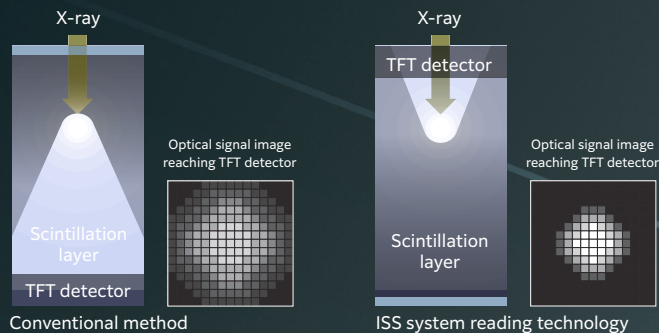 X-ray
Optical signal image
reaching TFT detector
Scintillation
layer
TFT detector
Conventional method
X-ray
TFT detector
Optical signal image
reaching TFT detector
Scintillation
layer
ISS system reading technology